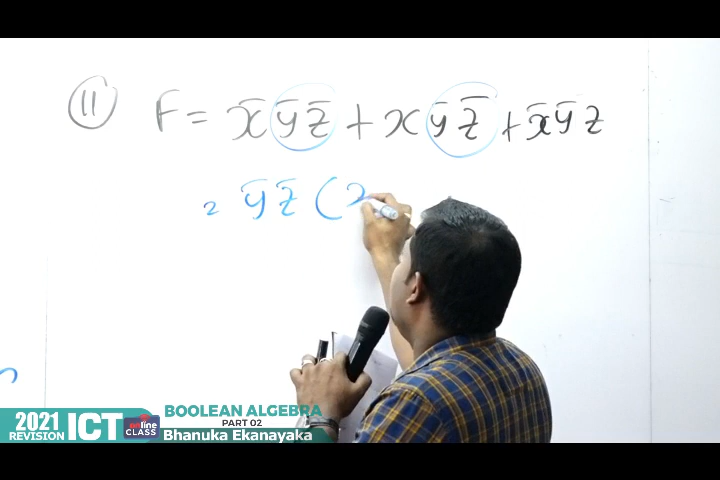 11 F = x̄ȳz̄ + xȳz̄ + x̄ȳz
= ȳz̄ (x
2021 REVISION ICT online CLASS
BOOLEAN ALGEBRA
PART 02
Bhanuka Ekanayaka